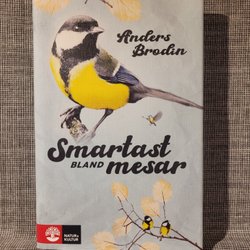 Anders
Brodin
Smartast
BLAND mesar
NATUR &
KULTUR